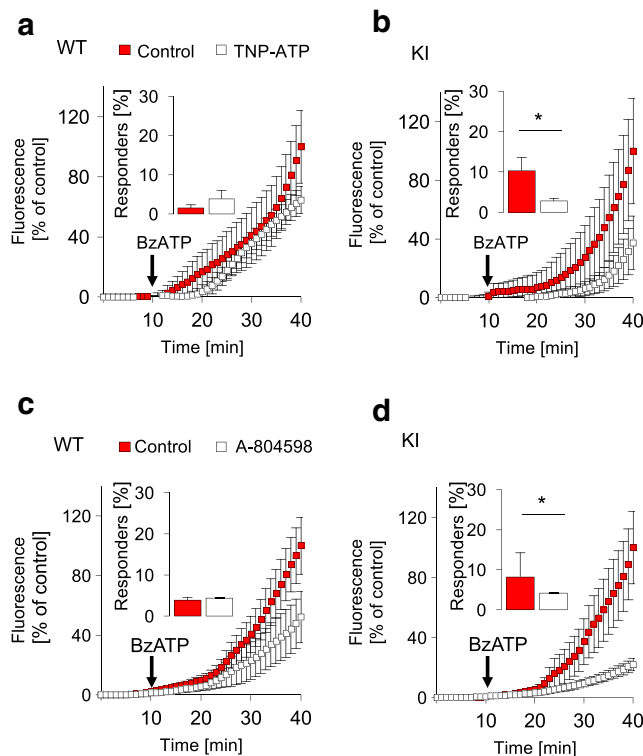 a
WT
Control
TNP-ATP
Fluorescence
[% of control]
120
80
40
0
Responders [%]
30
20
10
0
BzATP
10
20
30
40
Time [min]
b
KI
Fluorescence
[% of control]
120
80
40
0
Responders [%]
30
20
10
0
*
BzATP
10
20
30
40
Time [min]
c
WT
Control
A-804598
Fluorescence
[% of control]
120
80
40
0
Responders [%]
30
20
10
0
BzATP
10
20
30
40
Time [min]
d
KI
Fluorescence
[% of control]
120
80
40
0
Responders [%]
30
20
10
0
*
BzATP
10
20
30
40
Time [min]